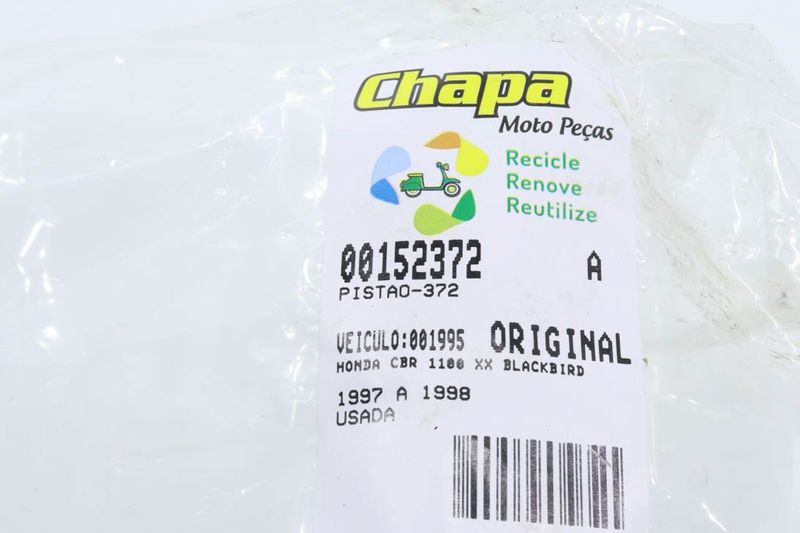 Chapa
Moto Peças
Recicle
Renove
Reutilize
00152372 A
PISTAO-372
VEICULO:001995 ORIGINAL
HONDA CBR 1100 XX BLACKBIRD
1997 A 1998
USADA